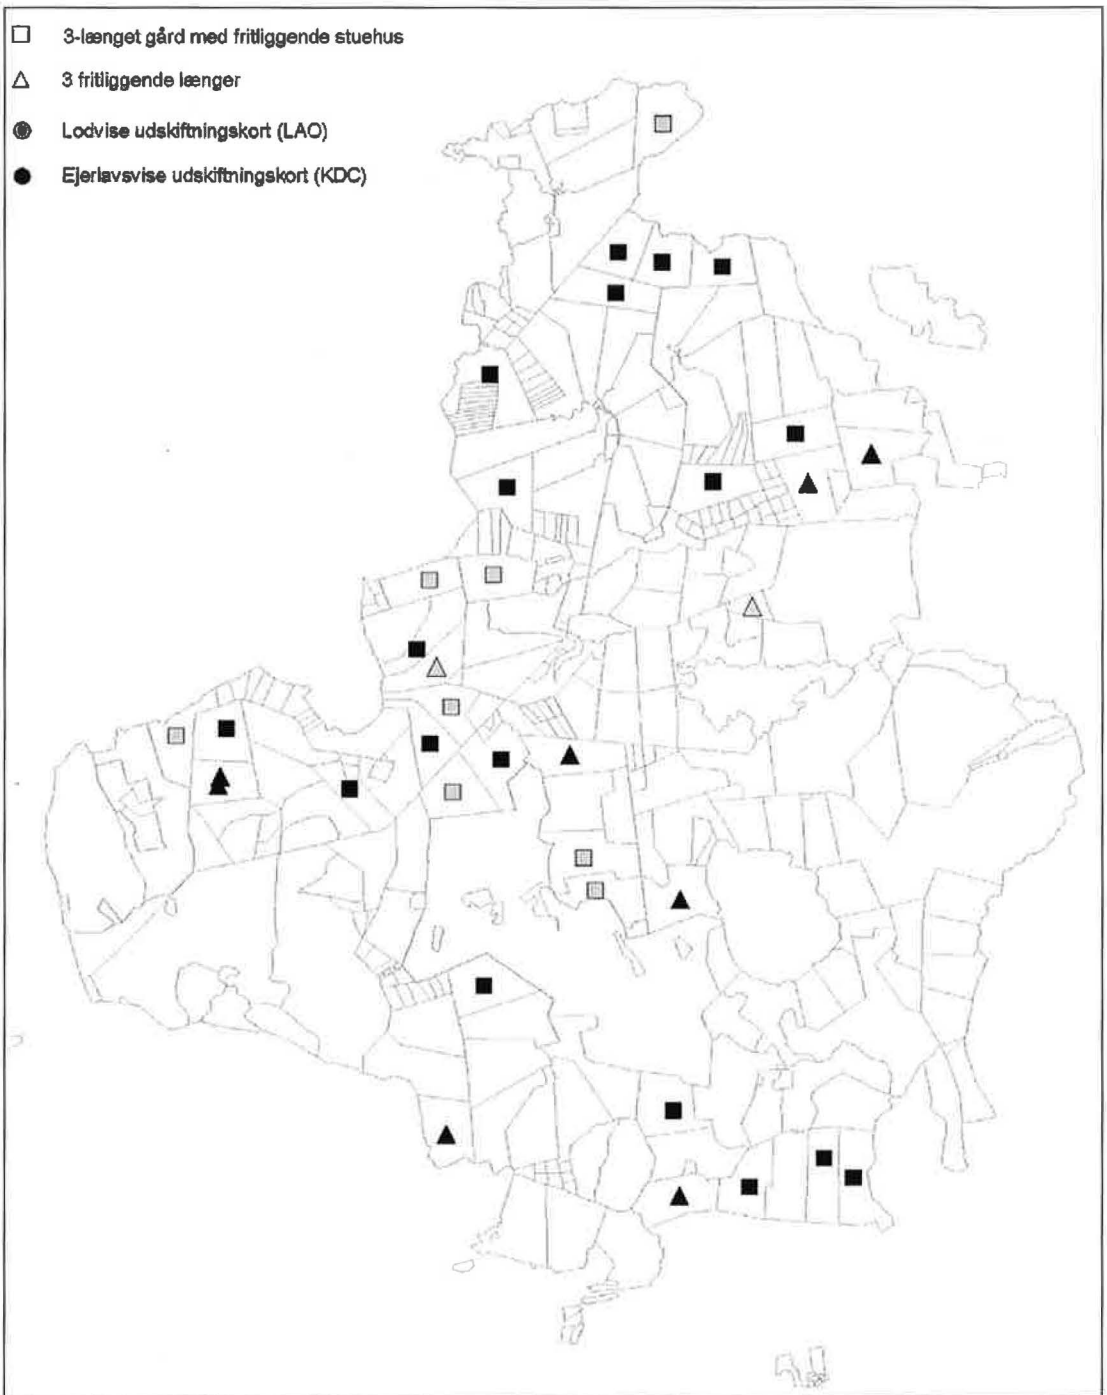 3-længet gård med fritliggende stuehus
3 fritliggende længer
Lodvise udskiftningskort (LAO)
Ejerlavsvise udskiftningskort (KDC)